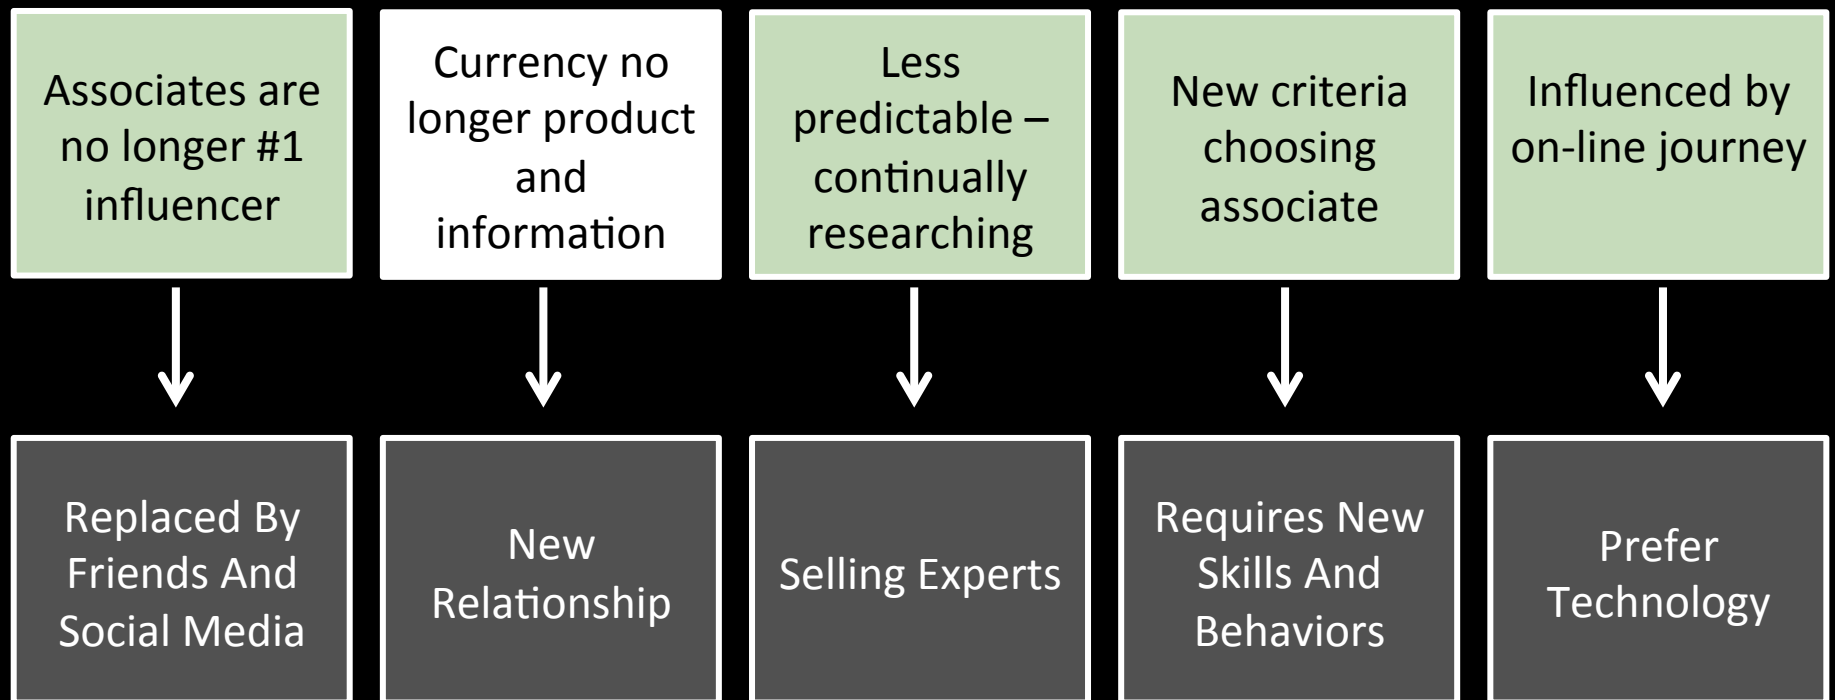 Associates are
no longer #1
influencer
Currency no
longer product
and
information
Less
predictable –
continually
researching
New criteria
choosing
associate
Influenced by
on-line journey
Replaced By
Friends And
Social Media
New
Relationship
Selling Experts
Requires New
Skills And
Behaviors
Prefer
Technology